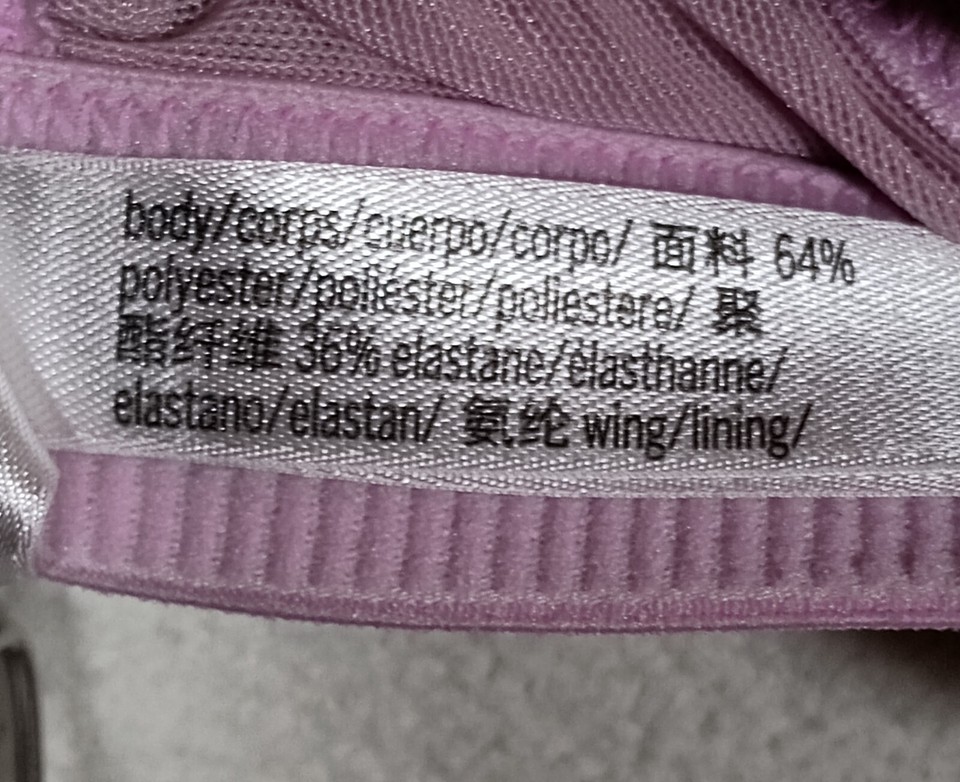 body/corps/cuerpo/corpo/ 面料 64%
polyester/poliéster/poliestere/ 聚
酯纤维 36% elastane/élasthanne/
elastano/elastan/ 氨纶 wing/lining/